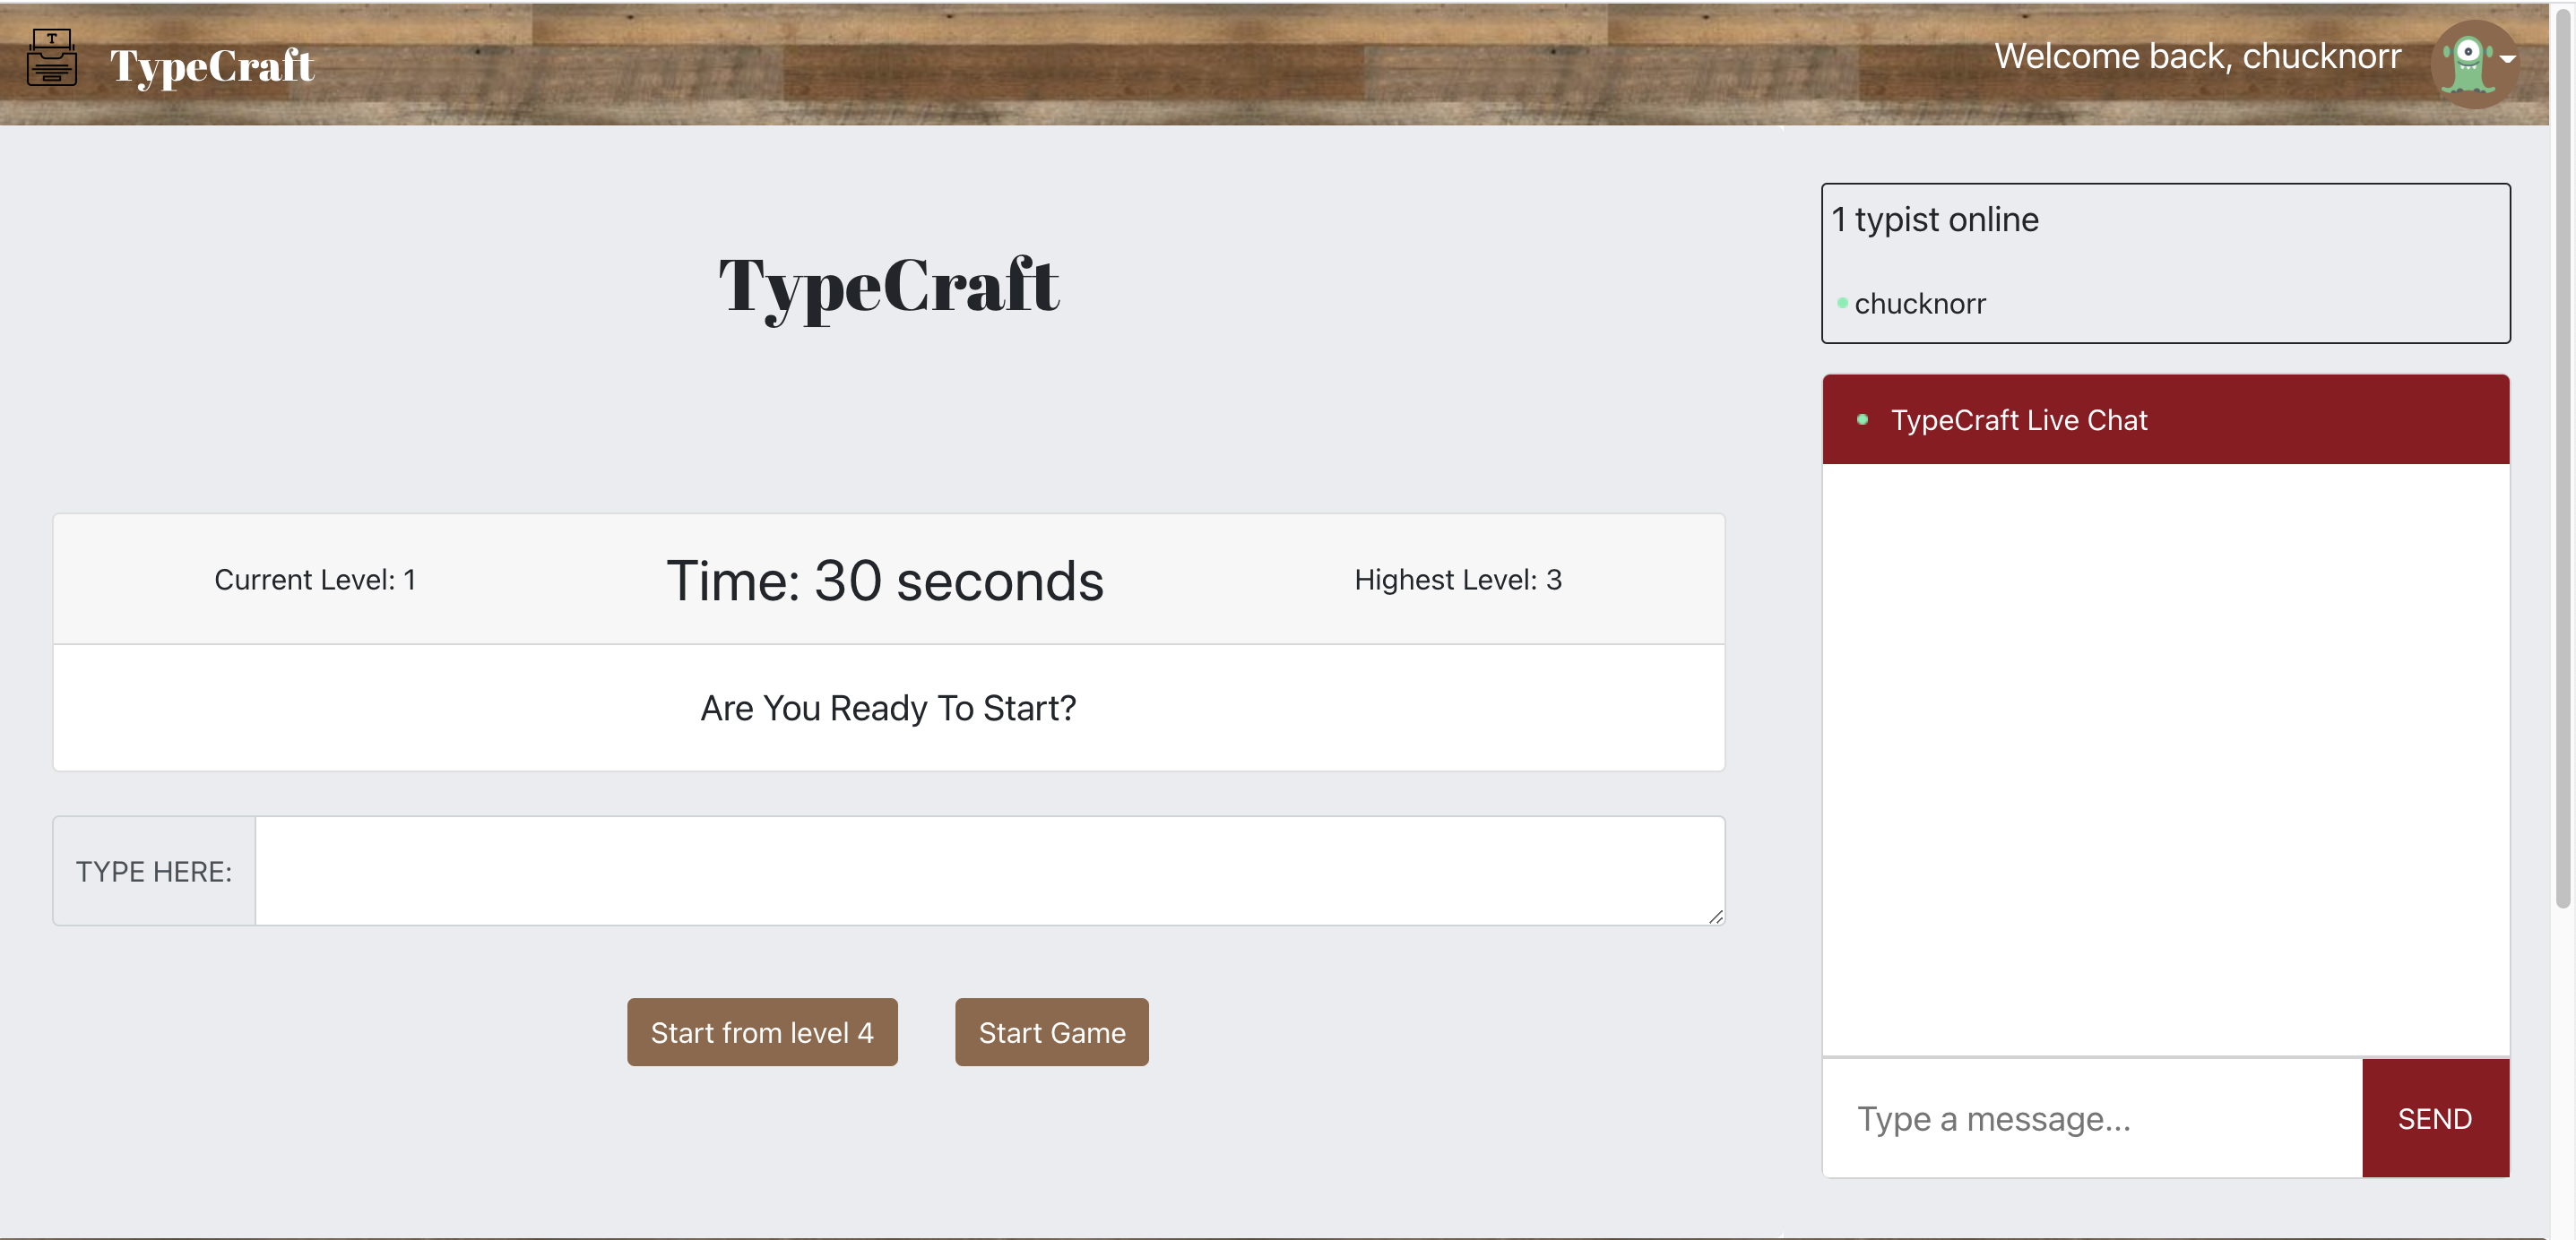 T
TypeCraft
Welcome back, chucknorr
TypeCraft
Current Level: 1
Time: 30 seconds
Highest Level: 3
Are You Ready To Start?
TYPE HERE:
Start from level 4
Start Game
1 typist online
chucknorr
TypeCraft Live Chat
Type a message...
SEND